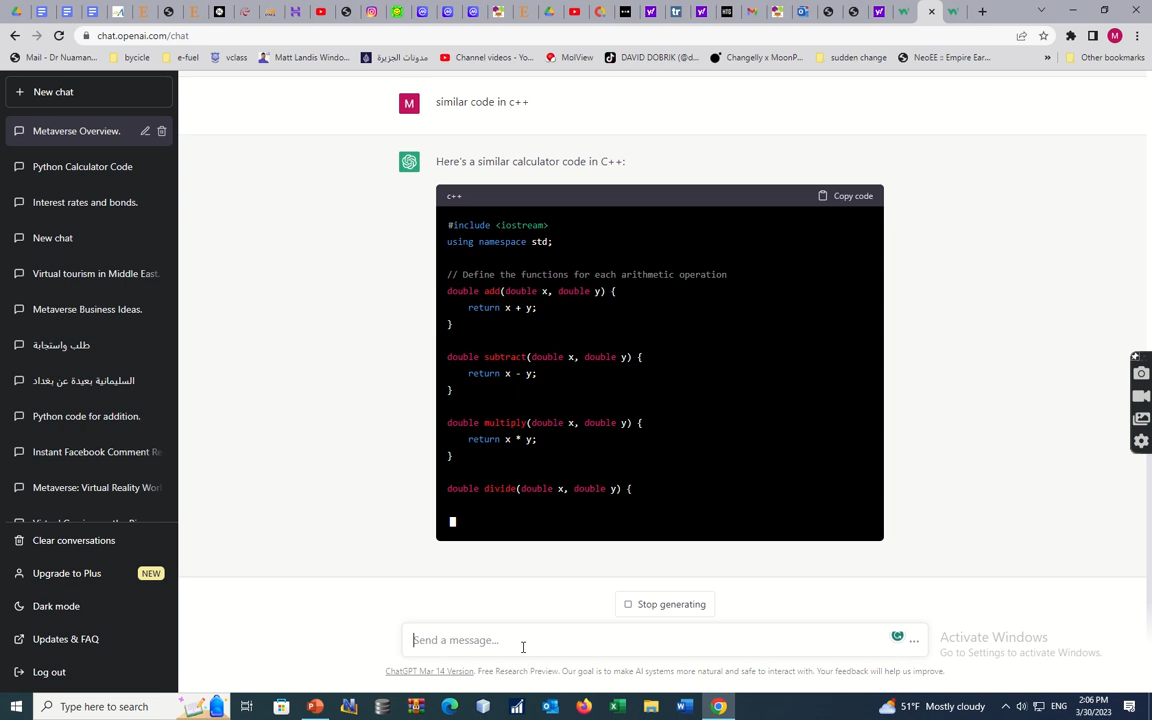 chat.openai.com/chat
Mail - Dr Nuaman...
bycicle
e-fuel
vclass
Matt Landis Windo...
مدونات الجزيرة
Channel videos - Yo...
MolView
DAVID DOBRIK (@d...
Changelly x MoonP...
sudden change
NeoEE :: Empire Ear...
»
Other bookmarks
+ New chat
Metaverse Overview.
Python Calculator Code
Interest rates and bonds.
New chat
Virtual tourism in Middle East.
Metaverse Business Ideas.
طلب واستجابة
السليمانية بعيدة عن بغداد
Python code for addition.
Instant Facebook Comment Re
Metaverse: Virtual Reality Worl
Clear conversations
Upgrade to Plus NEW
Dark mode
Updates & FAQ
Log out
M similar code in c++
Here's a similar calculator code in C++:
c++ Copy code
#include <iostream>
using namespace std;
// Define the functions for each arithmetic operation
double add(double x, double y) {
return x + y;
}
double subtract(double x, double y) {
return x - y;
}
double multiply(double x, double y) {
return x * y;
}
double divide(double x, double y) {
Stop generating
Send a message...
ChatGPT Mar 14 Version. Free Research Preview. Our goal is to make AI systems more natural and safe to interact with. Your feedback will help us improve.
Activate Windows
Go to Settings to activate Windows.
Type here to search
51°F Mostly cloudy
ENG
2:06 PM
3/30/2023